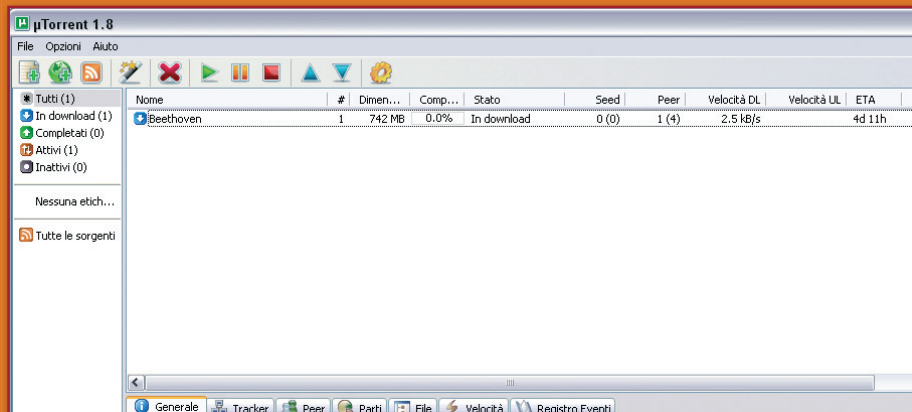 µTorrent 1.8
File Opzioni Aiuto
Tutti (1)
In download (1)
Completati (0)
Attivi (1)
Inattivi (0)
Nessuna etich...
Tutte le sorgenti
Nome # Dimen... Comp... Stato Seed Peer Velocità DL Velocità UL ETA
Beethoven 1 742 MB 0.0% In download 0 (0) 1 (4) 2.5 kB/s 4d 11h
Generale Tracker Peer Parti File Velocità Registro Eventi